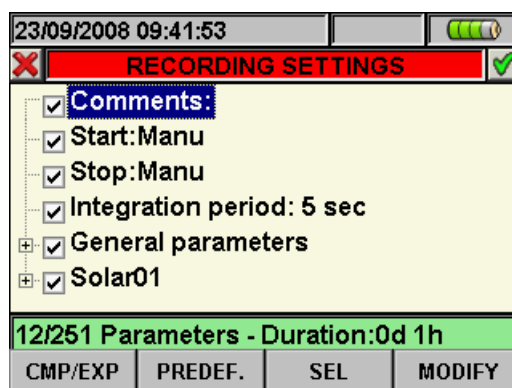 23/09/2008 09:41:53
RECORDING SETTINGS
Comments:
Start:Manu
Stop:Manu
Integration period: 5 sec
General parameters
Solar01
12/251 Parameters - Duration:0d 1h
CMP/EXP PREDEF. SEL MODIFY